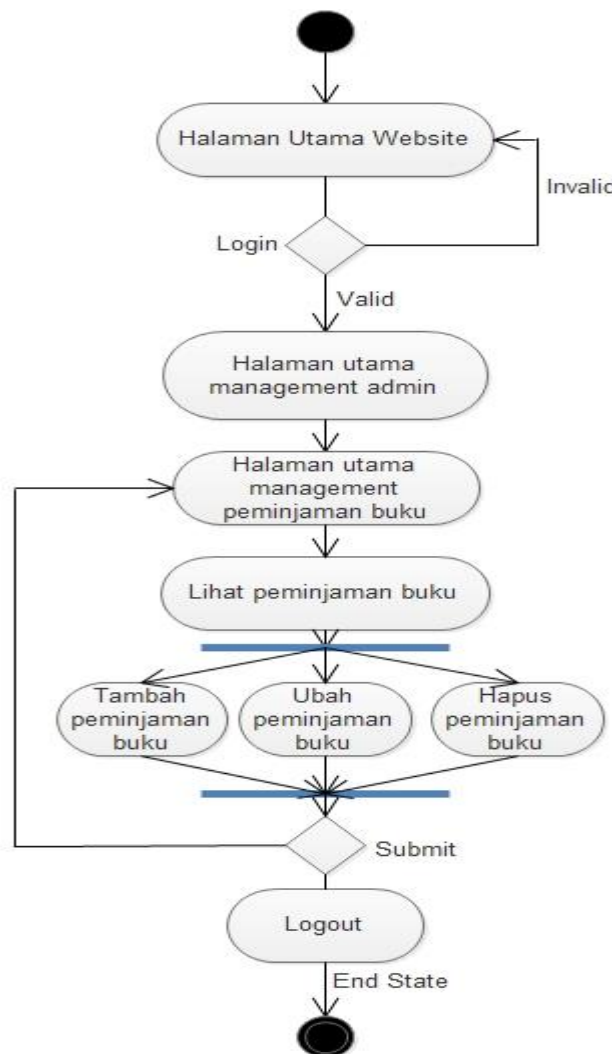 Halaman Utama Website
Invalid
Login
Valid
Halaman utama
management admin
Halaman utama
management
peminjaman buku
Lihat peminjaman buku
Tambah
peminjaman
buku
Ubah
peminjaman
buku
Hapus
peminjaman
buku
Submit
Logout
End State